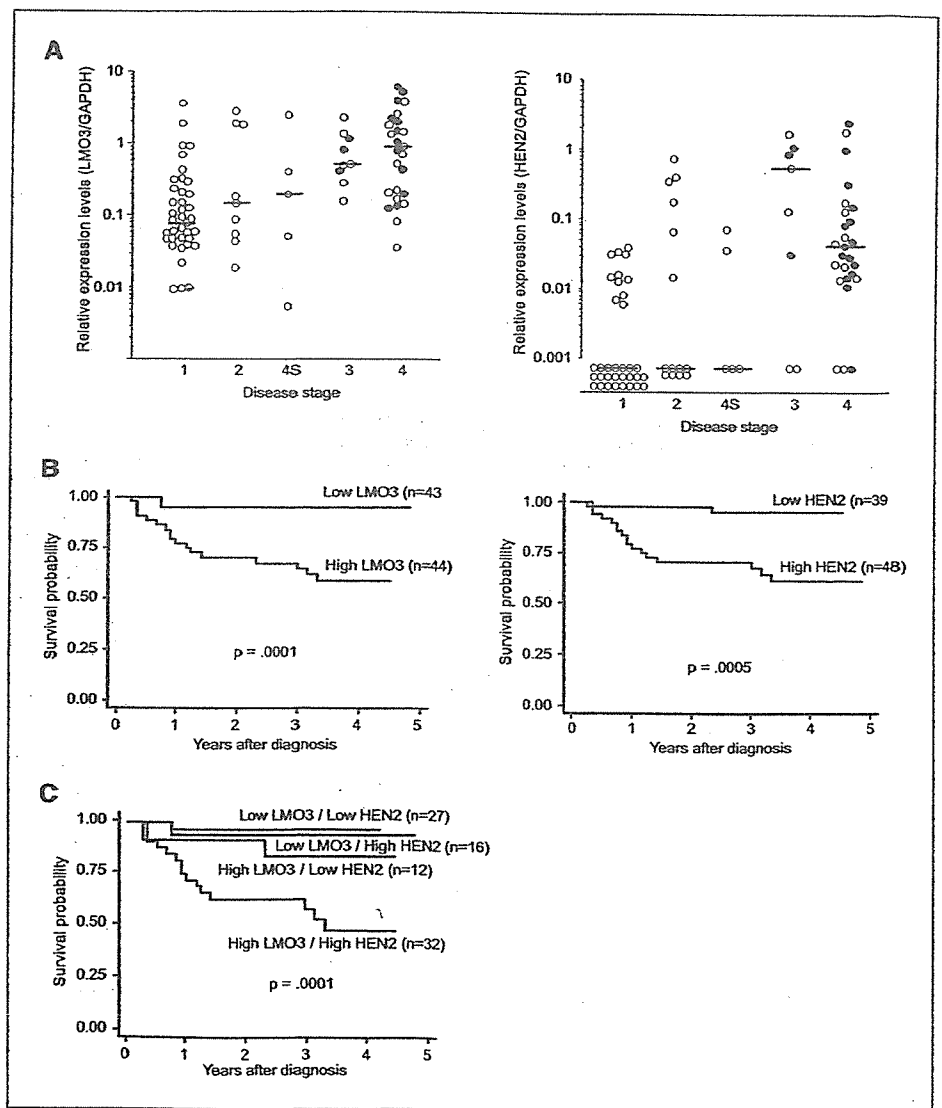 A
Relative expression levels (LMO3/GAPDH)
10
1
0.1
0.01
1 2 4S 3 4
Disease stage
Relative expression levels (HEN2/GAPDH)
10
1
0.1
0.01
0.001
1 2 4S 3 4
Disease stage
B
Survival probability
1.00
0.75
0.50
0.25
0.00
Low LMO3 (n=43
High LMO3 (n=44)
p = .0001
0 1 2 3 4 5
Years after diagnosis
Survival probability
1.00
0.75
0.50
0.25
0.00
Low HEN2 (n=39
High HEN2 (n=48)
p = .0005
0 1 2 3 4 5
Years after diagnosis
C
Survival probability
1.00
0.75
0.50
0.25
0.00
Low LMO3 / Low HEN2 (n=27)
Low LMO3 / High HEN2 (n=16)
High LMO3 / Low HEN2 (n=12)
High LMO3 / High HEN2 (n=32)
p = .0001
0 1 2 3 4 5
Years after diagnosis